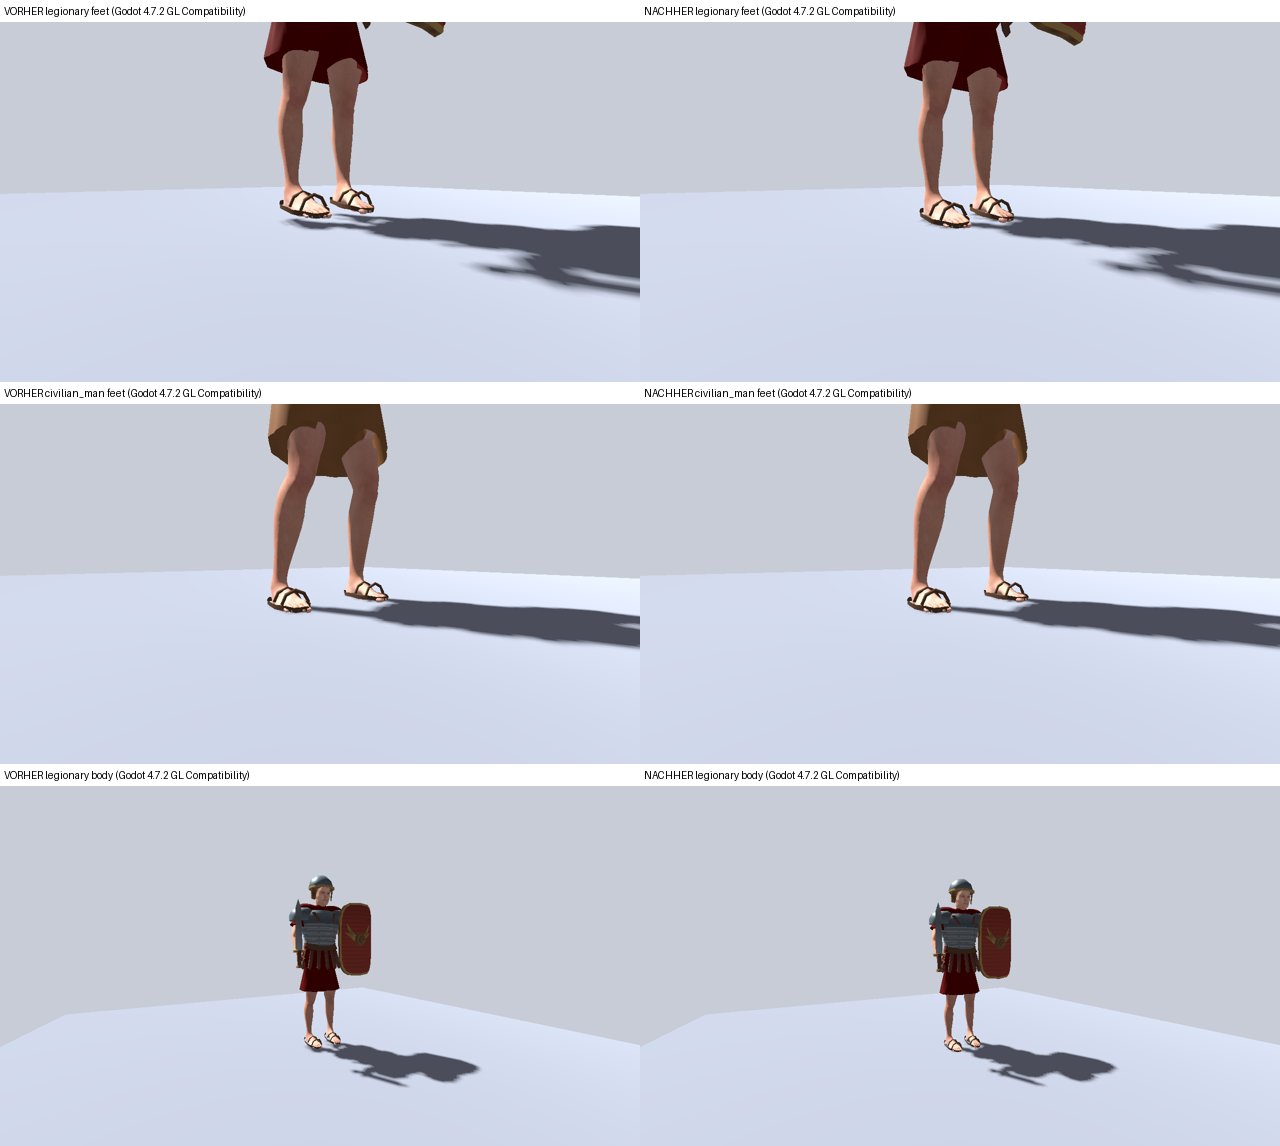 VORHER legionary feet (Godot 4.7.2 GL Compatibility)
NACHHER legionary feet (Godot 4.7.2 GL Compatibility)
VORHER civilian_man feet (Godot 4.7.2 GL Compatibility)
NACHHER civilian_man feet (Godot 4.7.2 GL Compatibility)
VORHER legionary body (Godot 4.7.2 GL Compatibility)
NACHHER legionary body (Godot 4.7.2 GL Compatibility)